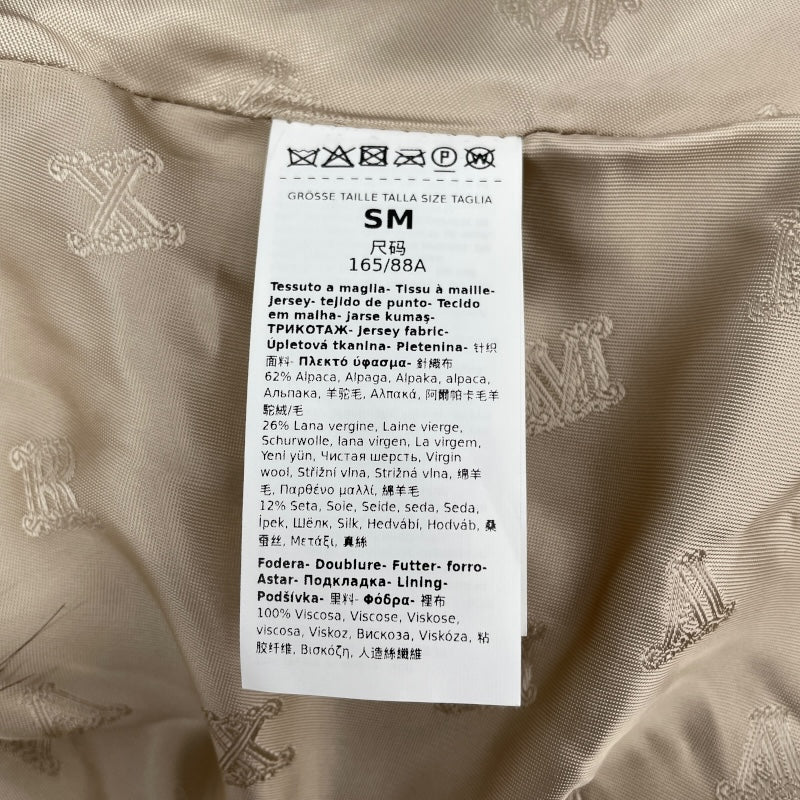 P W
GRÖSSE TAILLE TALLA SIZE TAGLIA
SM
尺码
165/88A
Tessuto a maglia- Tissu à maille-
Jersey- tejido de punto- Tecido
em malha- jarse kumaş-
ТРИКОТАЖ- Jersey fabric-
Úpletová tkanina- Pletenina- 针织
面料- Πλεκτό ύφασμα- 針織布
62% Alpaca, Alpaga, Alpaka, alpaca,
Альпака, 羊驼毛, Αλπακά, 阿爾帕卡毛羊
駝絨/毛
26% Lana vergine, Laine vierge,
Schurwolle, lana virgen, La virgem,
Yeni yün, Чистая шерсть, Virgin
wool, Střížní vlna, Strižná vlna, 绵羊
毛, Παρθένο μαλλί, 綿羊毛
12% Seta, Soie, Seide, seda, Seda,
İpek, Шёлк, Silk, Hedvábí, Hodváb, 桑
蚕丝, Μετάξι, 真絲
Fodera- Doublure- Futter- forro-
Astar- Подкладка- Lining-
Podšívka- 里料- Φόδρα- 裡布
100% Viscosa, Viscose, Viskose,
viscosa, Viskoz, Вискоза, Viskóza, 粘
胶纤维, Βισκόζη, 人造絲纖維